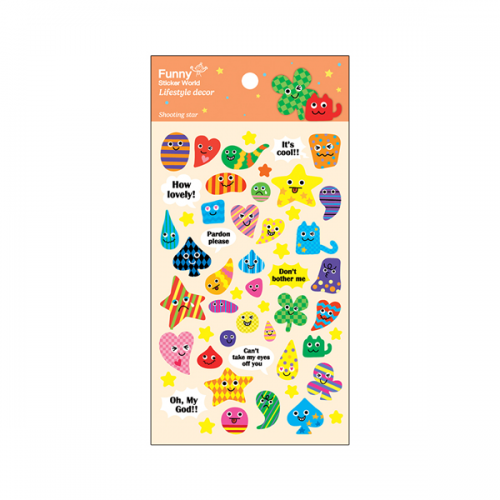 Funny
Sticker World
Lifestyle decor
Shooting star
It's
cool!!
How
lovely!
Pardon
please
Don't
bother me
Can't
take my eyes
off you
Oh, My
God!!